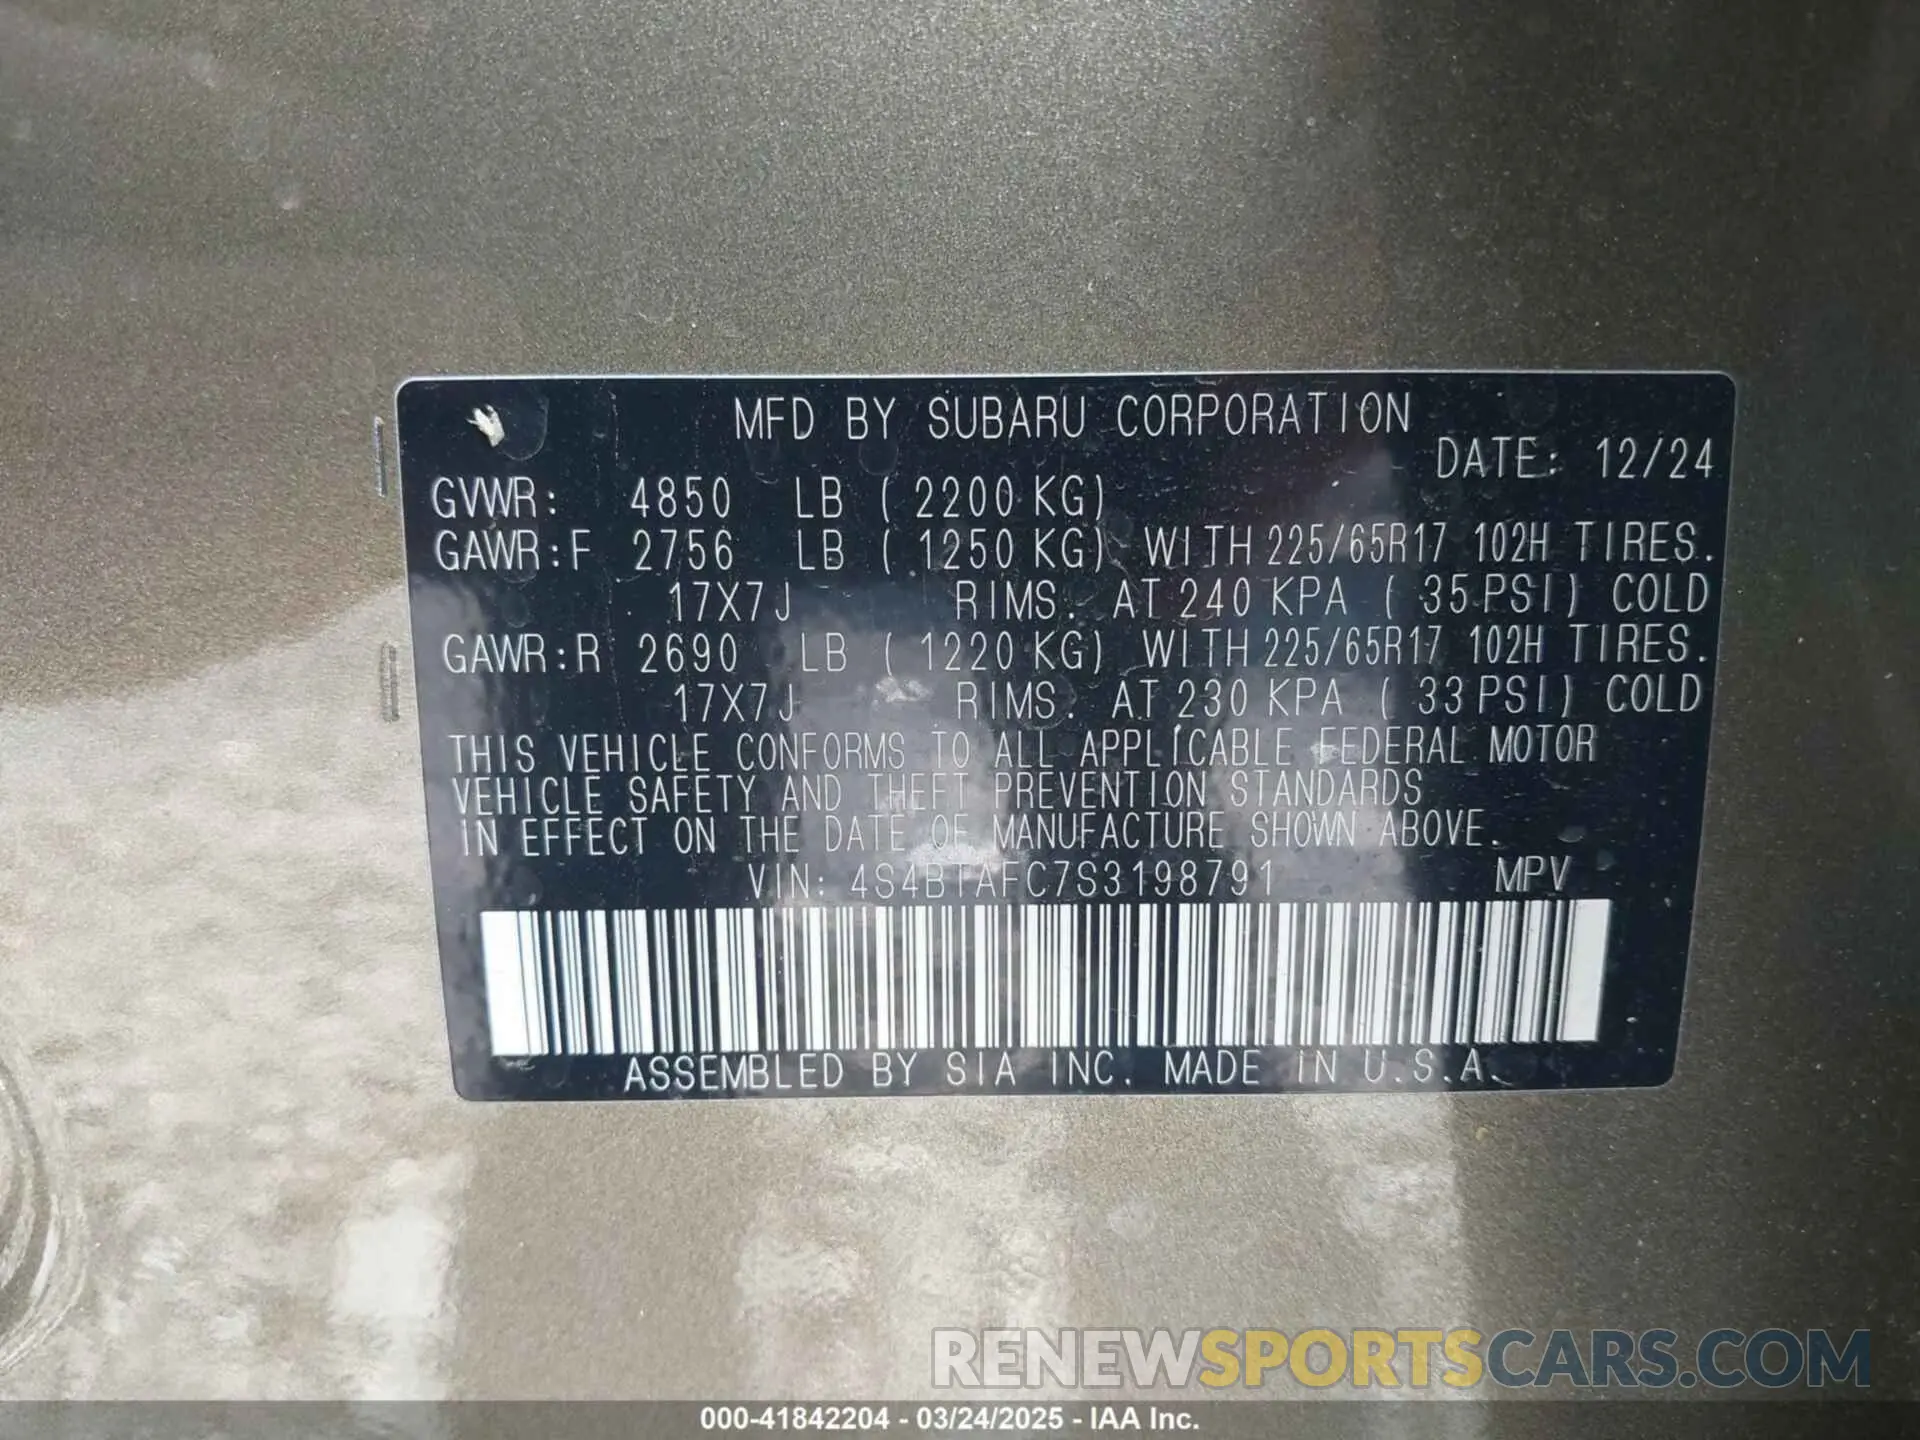 MFD BY SUBARU CORPORATION
DATE: 12/24
GVWR: 4850 LB ( 2200 KG)
GAWR:F 2756 LB ( 1250 KG) WITH 225/65R17 102H TIRES.
17X7J RIMS. AT 240 KPA ( 35 PSI) COLD
GAWR:R 2690 LB ( 1220 KG) WITH 225/65R17 102H TIRES.
17X7J RIMS. AT 230 KPA ( 33 PSI) COLD
THIS VEHICLE CONFORMS TO ALL APPLICABLE FEDERAL MOTOR
VEHICLE SAFETY AND THEFT PREVENTION STANDARDS
IN EFFECT ON THE DATE OF MANUFACTURE SHOWN ABOVE.
VIN: 4S4BTAFC7S3198791 MPV
ASSEMBLED BY SIA INC. MADE IN U.S.A.
RENEWSPORTSCARS.COM
000-41842204 - 03/24/2025 - IAA Inc.